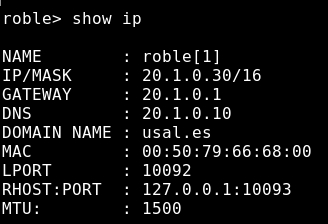 roble> show ip
NAME : roble[1]
IP/MASK : 20.1.0.30/16
GATEWAY : 20.1.0.1
DNS : 20.1.0.10
DOMAIN NAME : usal.es
MAC : 00:50:79:66:68:00
LPORT : 10092
RHOST:PORT : 127.0.0.1:10093
MTU: : 1500